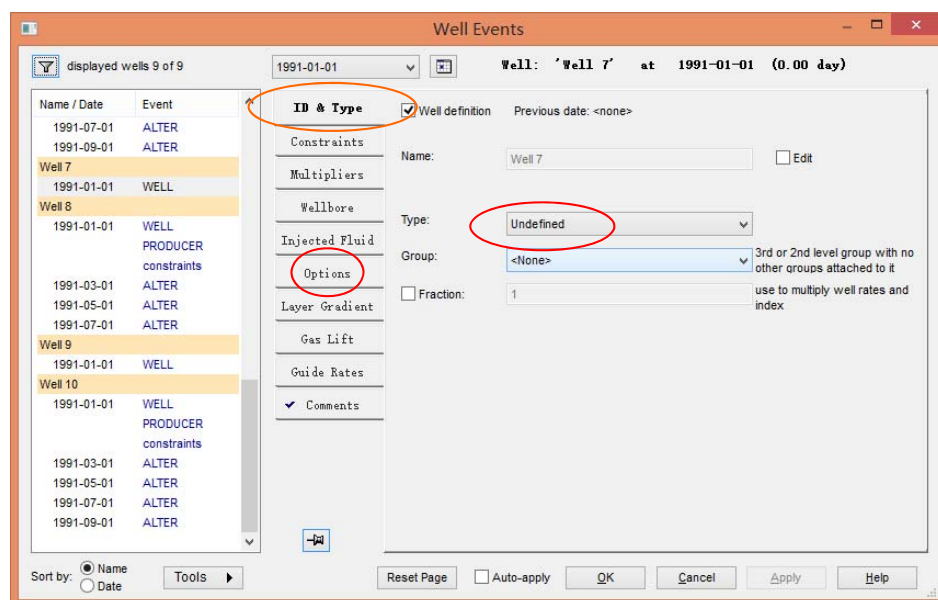 Well Events
displayed wells 9 of 9
1991-01-01
Well: 'Well 7' at 1991-01-01 (0.00 day)
Name / Date Event
1991-07-01 ALTER
1991-09-01 ALTER
Well 7
1991-01-01 WELL
Well 8
1991-01-01 WELL
PRODUCER
constraints
1991-03-01 ALTER
1991-05-01 ALTER
1991-07-01 ALTER
Well 9
1991-01-01 WELL
Well 10
1991-01-01 WELL
PRODUCER
constraints
1991-03-01 ALTER
1991-05-01 ALTER
1991-07-01 ALTER
1991-09-01 ALTER
ID & Type
Constraints
Multipliers
Wellbore
Injected Fluid
Options
Layer Gradient
Gas Lift
Guide Rates
Comments
Well definition Previous date: <none>
Name: Well 7 Edit
Type: Undefined
Group: <None> 3rd or 2nd level group with no
other groups attached to it
Fraction: 1 use to multiply well rates and
index
Sort by: Name
Date
Tools
Reset Page Auto-apply OK Cancel Apply Help